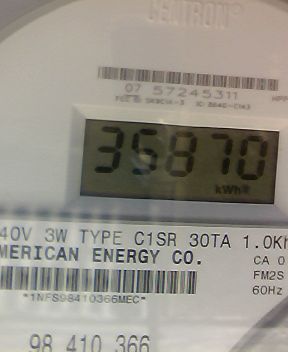 CENTRON®
07 57245311
35870
kWh
40V 3W TYPE C1SR 30TA 1.0Kh
MERICAN ENERGY CO.
CA 0
FM2S
60Hz
*1NFS98410366MEC*
98 410 366